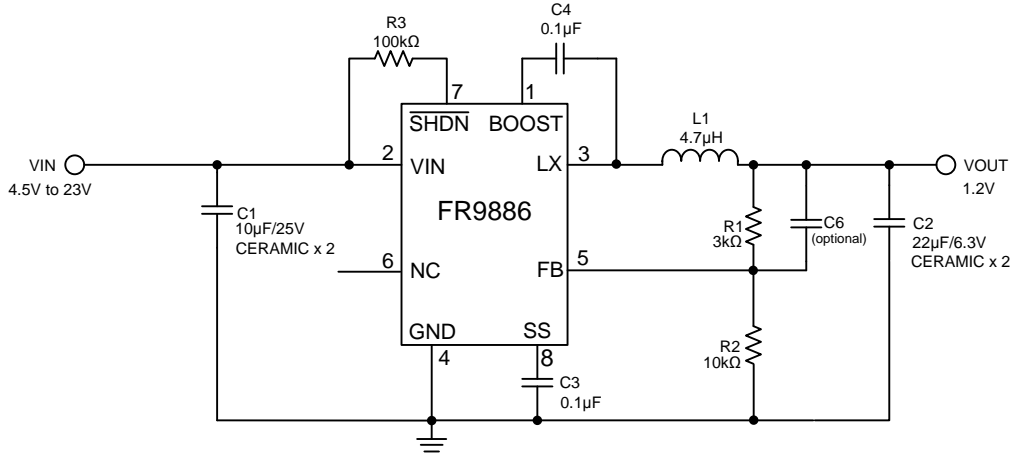 C4
0.1µF
R3
100kΩ
7
1
SHDN
BOOST
L1
4.7µH
VIN
4.5V to 23V
2
VIN
LX
3
VOUT
1.2V
FR9886
C1
10µF/25V
CERAMIC x 2
R1
3kΩ
C6
(optional)
C2
22µF/6.3V
CERAMIC x 2
6
NC
FB
5
GND
SS
4
8
R2
10kΩ
C3
0.1µF